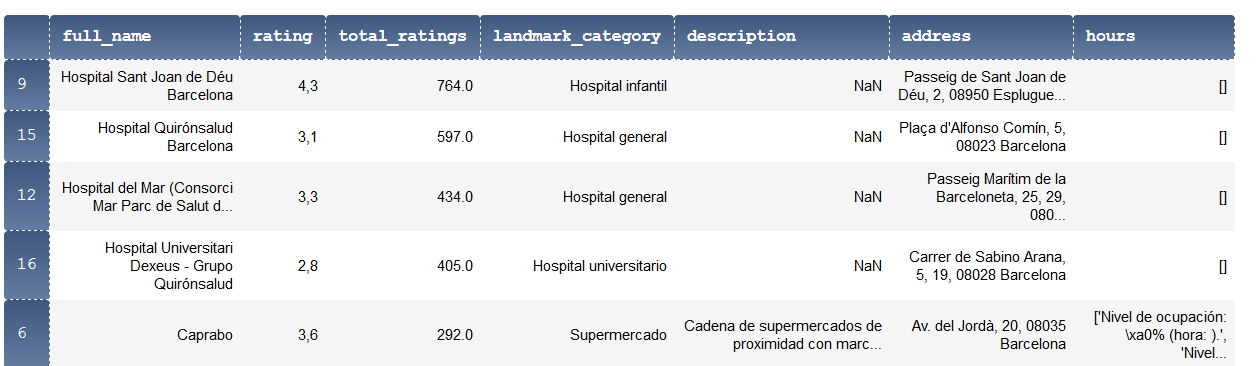 full_name rating total_ratings landmark_category description address hours
9 Hospital Sant Joan de Déu Barcelona 4,3 764.0 Hospital infantil NaN Passeig de Sant Joan de Déu, 2, 08950 Esplugue... []
15 Hospital Quirónsalud Barcelona 3,1 597.0 Hospital general NaN Plaça d'Alfonso Comín, 5, 08023 Barcelona []
12 Hospital del Mar (Consorci Mar Parc de Salut d... 3,3 434.0 Hospital general NaN Passeig Marítim de la Barceloneta, 25, 29, 080... []
16 Hospital Universitari Dexeus - Grupo Quirónsalud 2,8 405.0 Hospital universitario NaN Carrer de Sabino Arana, 5, 19, 08028 Barcelona []
6 Caprabo 3,6 292.0 Supermercado Cadena de supermercados de proximidad con marc... Av. del Jordà, 20, 08035 Barcelona ['Nivel de ocupación: \xa0% (hora: ).', 'Nivel...